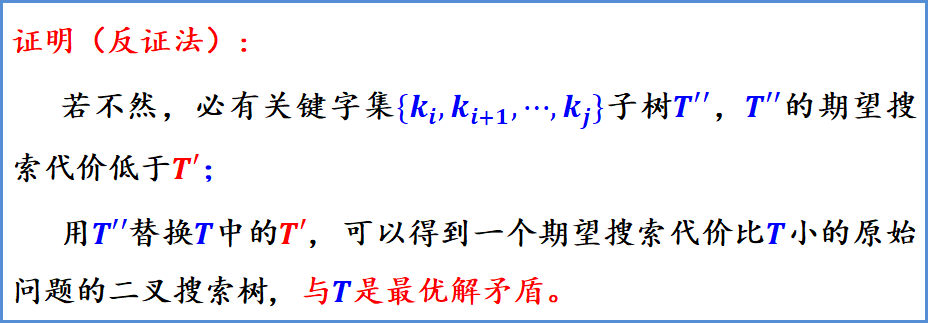 证明（反证法）：
若不然，必有关键字集{k_i, k_{i+1}, ⋯, k_j}子树T′′，T′′的期望搜
索代价低于T′；
用T′′替换T中的T′，可以得到一个期望搜索代价比T小的原始
问题的二叉搜索树，与T是最优解矛盾。